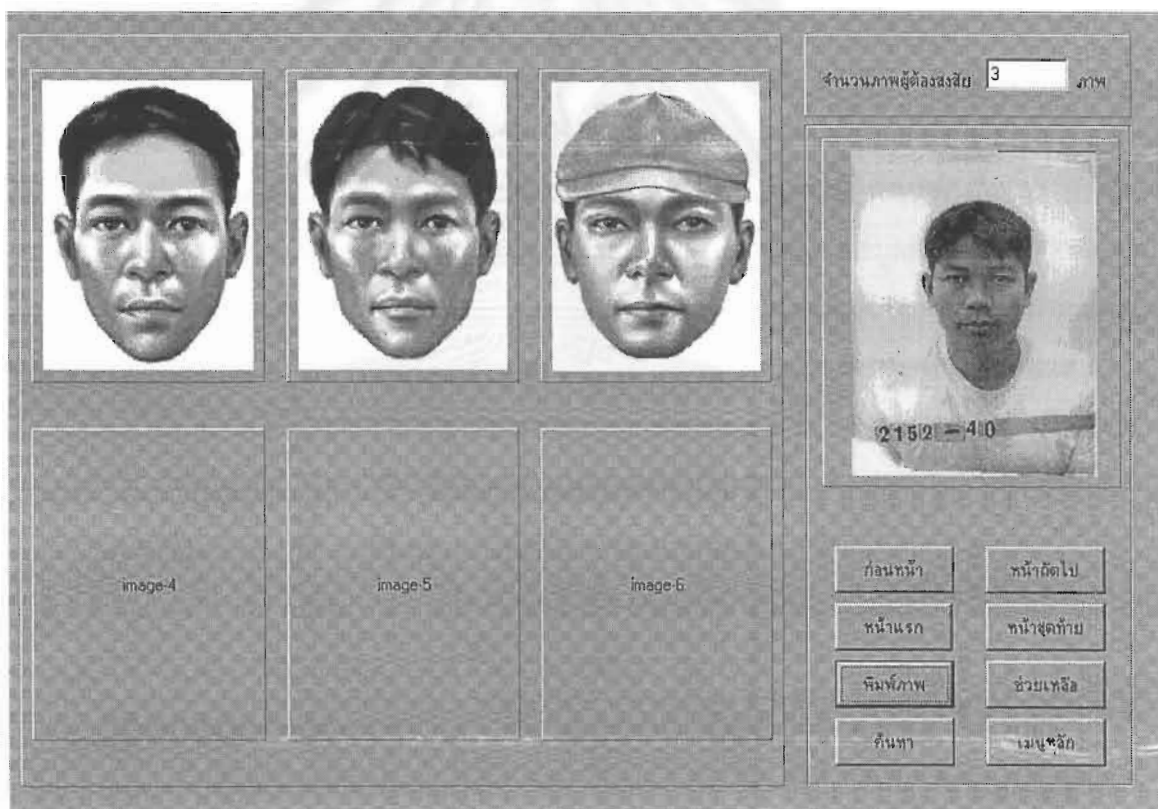 จำนวนภาพผู้ต้องสงสัย 3 ภาพ
2152-40
image-4
image-5
image-6
ก่อนหน้า
หน้าถัดไป
หน้าแรก
หน้าสุดท้าย
พิมพ์ภาพ
ช่วยเหลือ
ค้นหา
เมนูหลัก